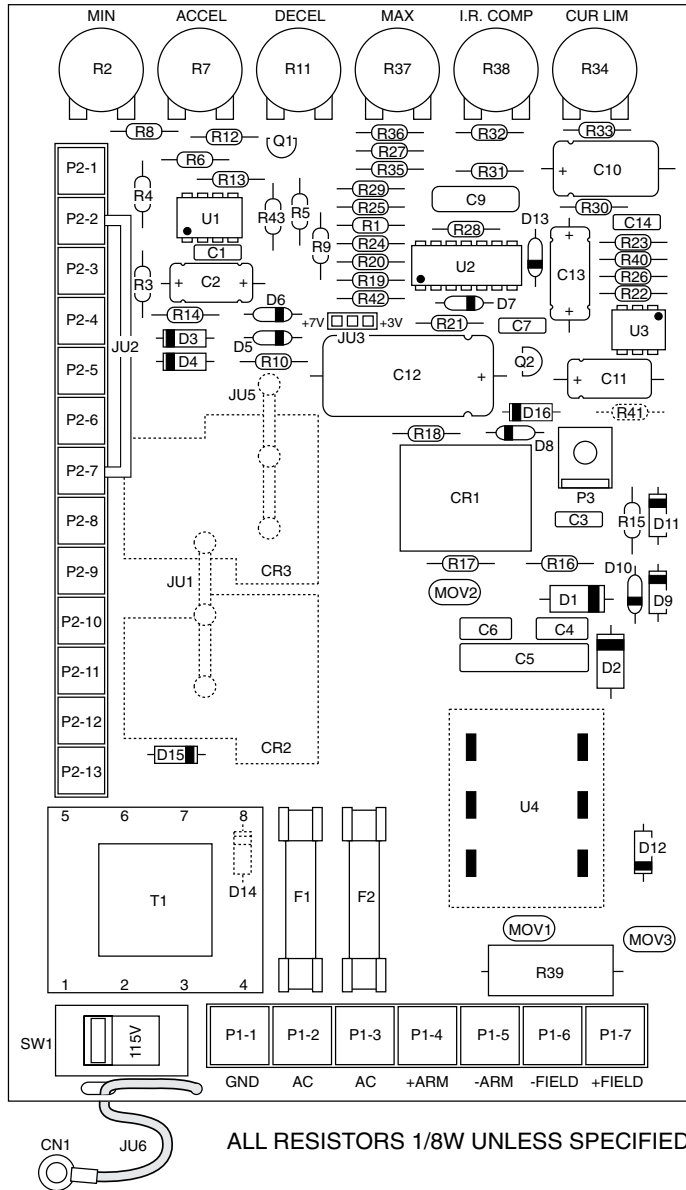 MIN ACCEL DECEL MAX I.R. COMP CUR LIM
R2 R7 R11 R37 R38 R34
R8 R12 Q1 R36 R32 R33
R27
P2-1 R6 R35 R31 C10
R4 R13 R29 C9
P2-2 U1 R43 R5 R25 D13 R30 C14
R9 R1 R28 R23
P2-3 C1 R24 R40
R3 C2 R20 U2 C13 R26
R19 R22
P2-4 R14 D6 R42 D7
+7V +3V R21 C7 U3
JU2 D3 D5 JU3 Q2
P2-5 D4 R10 C12 C11
JU5
P2-6 D16 R41
R18 D8
P2-7 CR1 P3
P2-8 C3 R15 D11
P2-9 JU1 CR3 R17 R16 D10
MOV2 D1 D9
P2-10 C6 C4
P2-11 C5 D2
P2-12 D15 CR2
P2-13
5 6 7 8 U4
D14 D12
T1 F1 F2
MOV1 MOV3
1 2 3 4 R39
SW1 115V P1-1 P1-2 P1-3 P1-4 P1-5 P1-6 P1-7
GND AC AC +ARM -ARM -FIELD +FIELD
CN1 JU6 ALL RESISTORS 1/8W UNLESS SPECIFIED